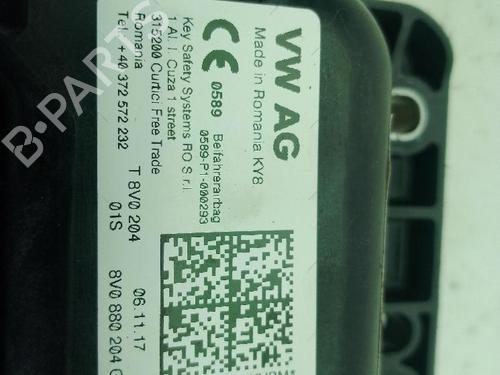 VW AG
Made in Romania KY8
CE 0589 Beifahrerairbag
0589-P1-000293
Key Safety Systems RO S.r.l.
1 Al. I. Cuza 1 street
315200 Curtici Free Trade
Romania
Tel.: +40 372 572 232
T 8V0 204
01S
06.11.17
8V0 880 204
B-PARTS